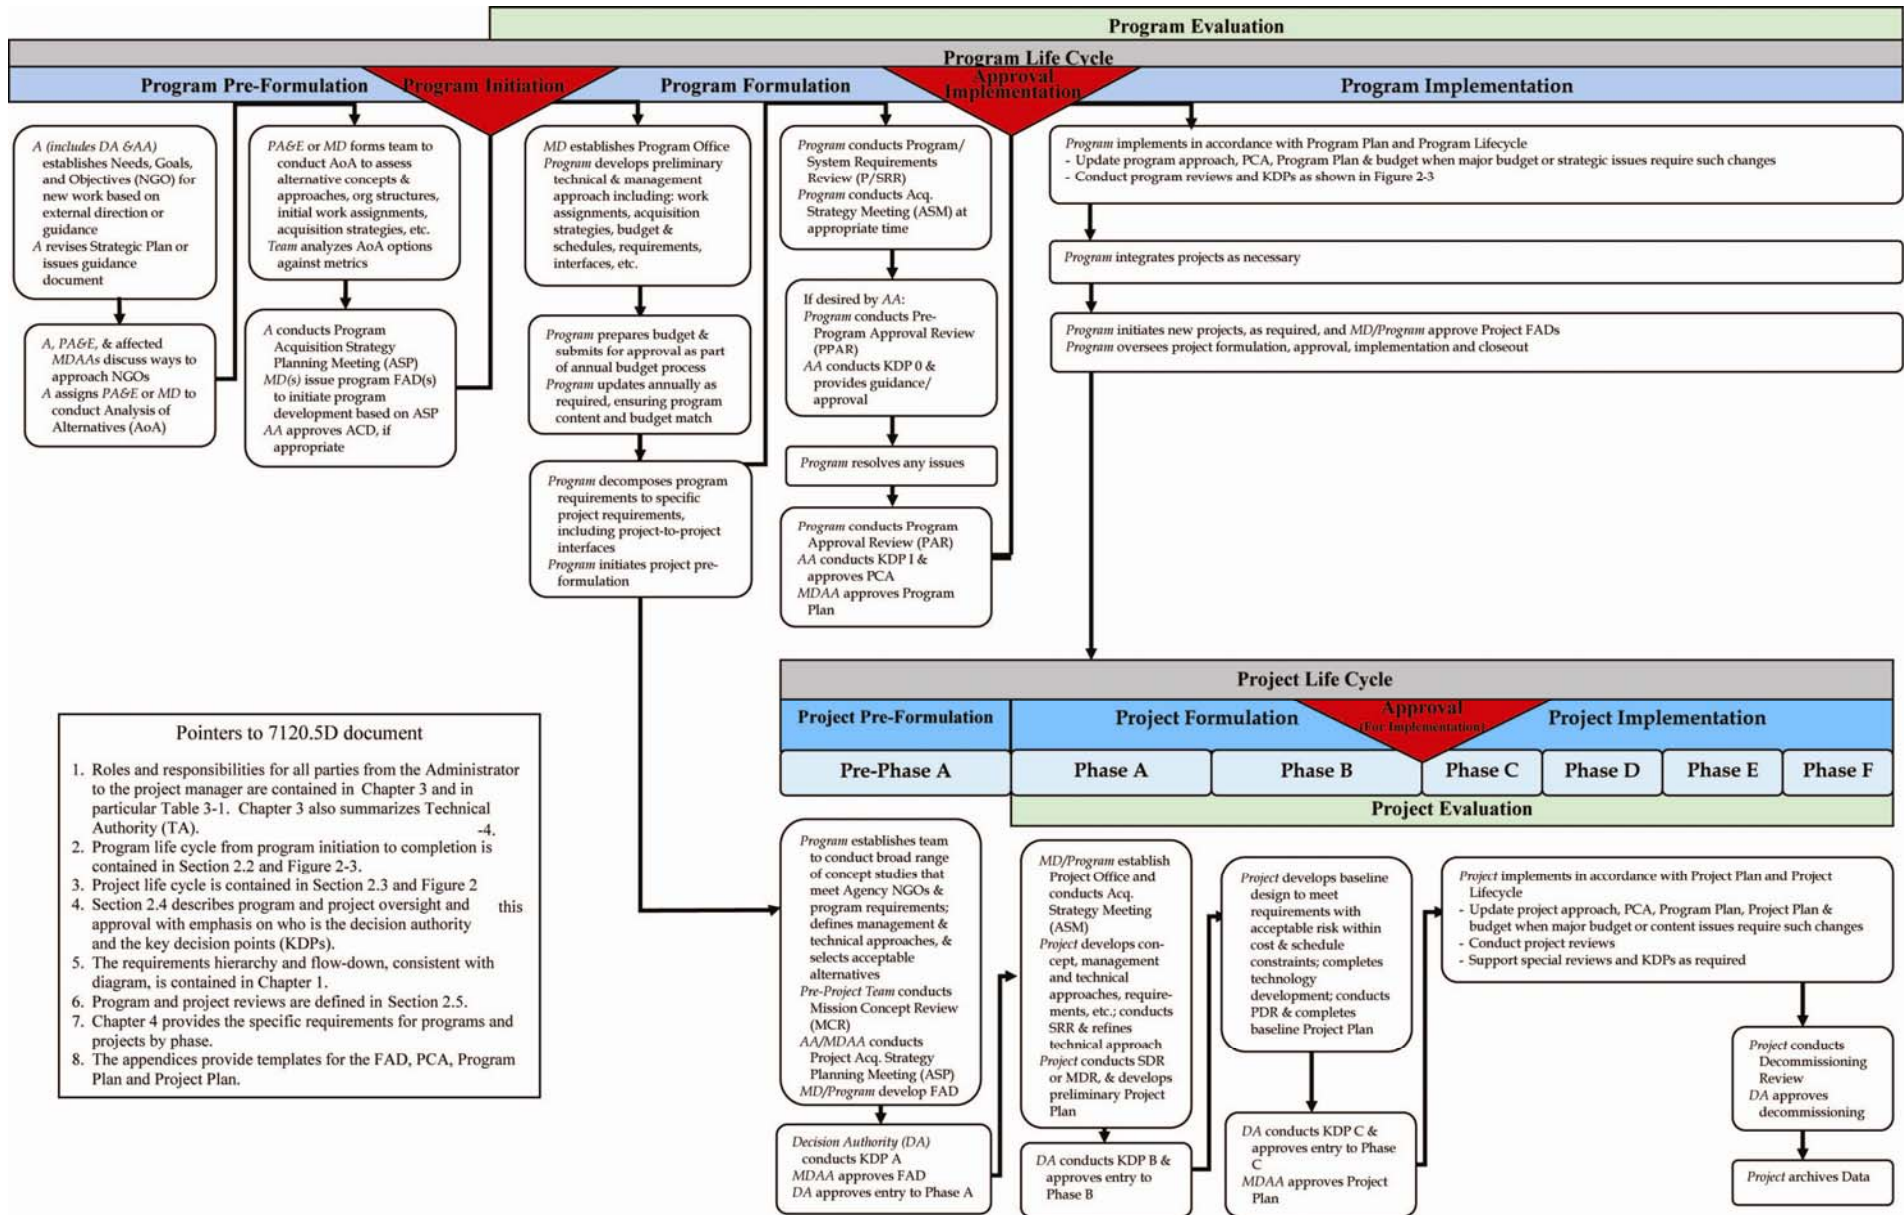 Program Evaluation
Program Life Cycle
Program Pre-Formulation
Program Initiation
Program Formulation
Approval
Implementation
Program Implementation
A (includes DA &AA)
establishes Needs, Goals,
and Objectives (NGO) for
new work based on
external direction or
guidance
A revises Strategic Plan or
issues guidance
document
A, PA&E, & affected
MDAAs discuss ways to
approach NGOs
A assigns PA&E or MD to
conduct Analysis of
Alternatives (AoA)
PA&E or MD forms team to
conduct AoA to assess
alternative concepts &
approaches, org structures,
initial work assignments,
acquisition strategies, etc.
Team analyzes AoA options
against metrics
A conducts Program
Acquisition Strategy
Planning Meeting (ASP)
MD(s) issue program FAD(s)
to initiate program
development based on ASP
AA approves ACD, if
appropriate
MD establishes Program Office
Program develops preliminary
technical & management
approach including: work
assignments, acquisition
strategies, budget &
schedules, requirements,
interfaces, etc.
Program prepares budget &
submits for approval as part
of annual budget process
Program updates annually as
required, ensuring program
content and budget match
Program decomposes program
requirements to specific
project requirements,
including project-to-project
interfaces
Program initiates project pre-
formulation
Program conducts Program/
System Requirements
Review (P/SRR)
Program conducts Acq.
Strategy Meeting (ASM) at
appropriate time
If desired by AA:
Program conducts Pre-
Program Approval Review
(PPAR)
AA conducts KDP 0 &
provides guidance/
approval
Program resolves any issues
Program conducts Program
Approval Review (PAR)
AA conducts KDP I &
approves PCA
MDAA approves Program
Plan
Program implements in accordance with Program Plan and Program Lifecycle
- Update program approach, PCA, Program Plan & budget when major budget or strategic issues require such changes
- Conduct program reviews and KDPs as shown in Figure 2-3
Program integrates projects as necessary
Program initiates new projects, as required, and MD/Program approve Project FADs
Program oversees project formulation, approval, implementation and closeout
Pointers to 7120.5D document
1. Roles and responsibilities for all parties from the Administrator
to the project manager are contained in Chapter 3 and in
particular Table 3-1. Chapter 3 also summarizes Technical
Authority (TA). -4.
2. Program life cycle from program initiation to completion is
contained in Section 2.2 and Figure 2-3.
3. Project life cycle is contained in Section 2.3 and Figure 2
4. Section 2.4 describes program and project oversight and this
approval with emphasis on who is the decision authority
and the key decision points (KDPs).
5. The requirements hierarchy and flow-down, consistent with
diagram, is contained in Chapter 1.
6. Program and project reviews are defined in Section 2.5.
7. Chapter 4 provides the specific requirements for programs and
projects by phase.
8. The appendices provide templates for the FAD, PCA, Program
Plan and Project Plan.
Project Life Cycle
Project Pre-Formulation
Project Formulation
Approval
(For Implementation)
Project Implementation
Pre-Phase A
Phase A
Phase B
Phase C
Phase D
Phase E
Phase F
Project Evaluation
Program establishes team
to conduct broad range
of concept studies that
meet Agency NGOs &
program requirements;
defines management &
technical approaches, &
selects acceptable
alternatives
Pre-Project Team conducts
Mission Concept Review
(MCR)
AA/MDAA conducts
Project Acq. Strategy
Planning Meeting (ASP)
MD/Program develop FAD
Decision Authority (DA)
conducts KDP A
MDAA approves FAD
DA approves entry to Phase A
MD/Program establish
Project Office and
conducts Acq.
Strategy Meeting
(ASM)
Project develops con-
cept, management
and technical
approaches, require-
ments, etc.; conducts
SRR & refines
technical approach
Project conducts SDR
or MDR, & develops
preliminary Project
Plan
DA conducts KDP B &
approves entry to
Phase B
Project develops baseline
design to meet
requirements with
acceptable risk within
cost & schedule
constraints; completes
technology
development; conducts
PDR & completes
baseline Project Plan
DA conducts KDP C &
approves entry to Phase
C
MDAA approves Project
Plan
Project implements in accordance with Project Plan and Project
Lifecycle
- Update project approach, PCA, Program Plan, Project Plan &
budget when major budget or content issues require such changes
- Conduct project reviews
- Support special reviews and KDPs as required
Project conducts
Decommissioning
Review
DA approves
decommissioning
Project archives Data